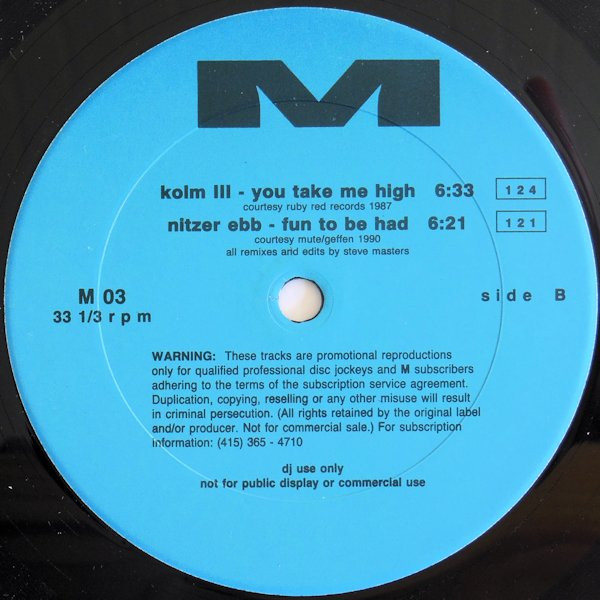 M
kolm III - you take me high 6:33 124
courtesy ruby red records 1987
nitzer ebb - fun to be had 6:21 121
courtesy mute/geffen 1990
all remixes and edits by steve masters
M 03
33 1/3 rpm
side B
WARNING: These tracks are promotional reproductions
only for qualified professional disc jockeys and M subscribers
adhering to the terms of the subscription service agreement.
Duplication, copying, reselling or any other misuse will result
in criminal persecution. (All rights retained by the original label
and/or producer. Not for commercial sale.) For subscription
information: (415) 365 - 4710
dj use only
not for public display or commercial use